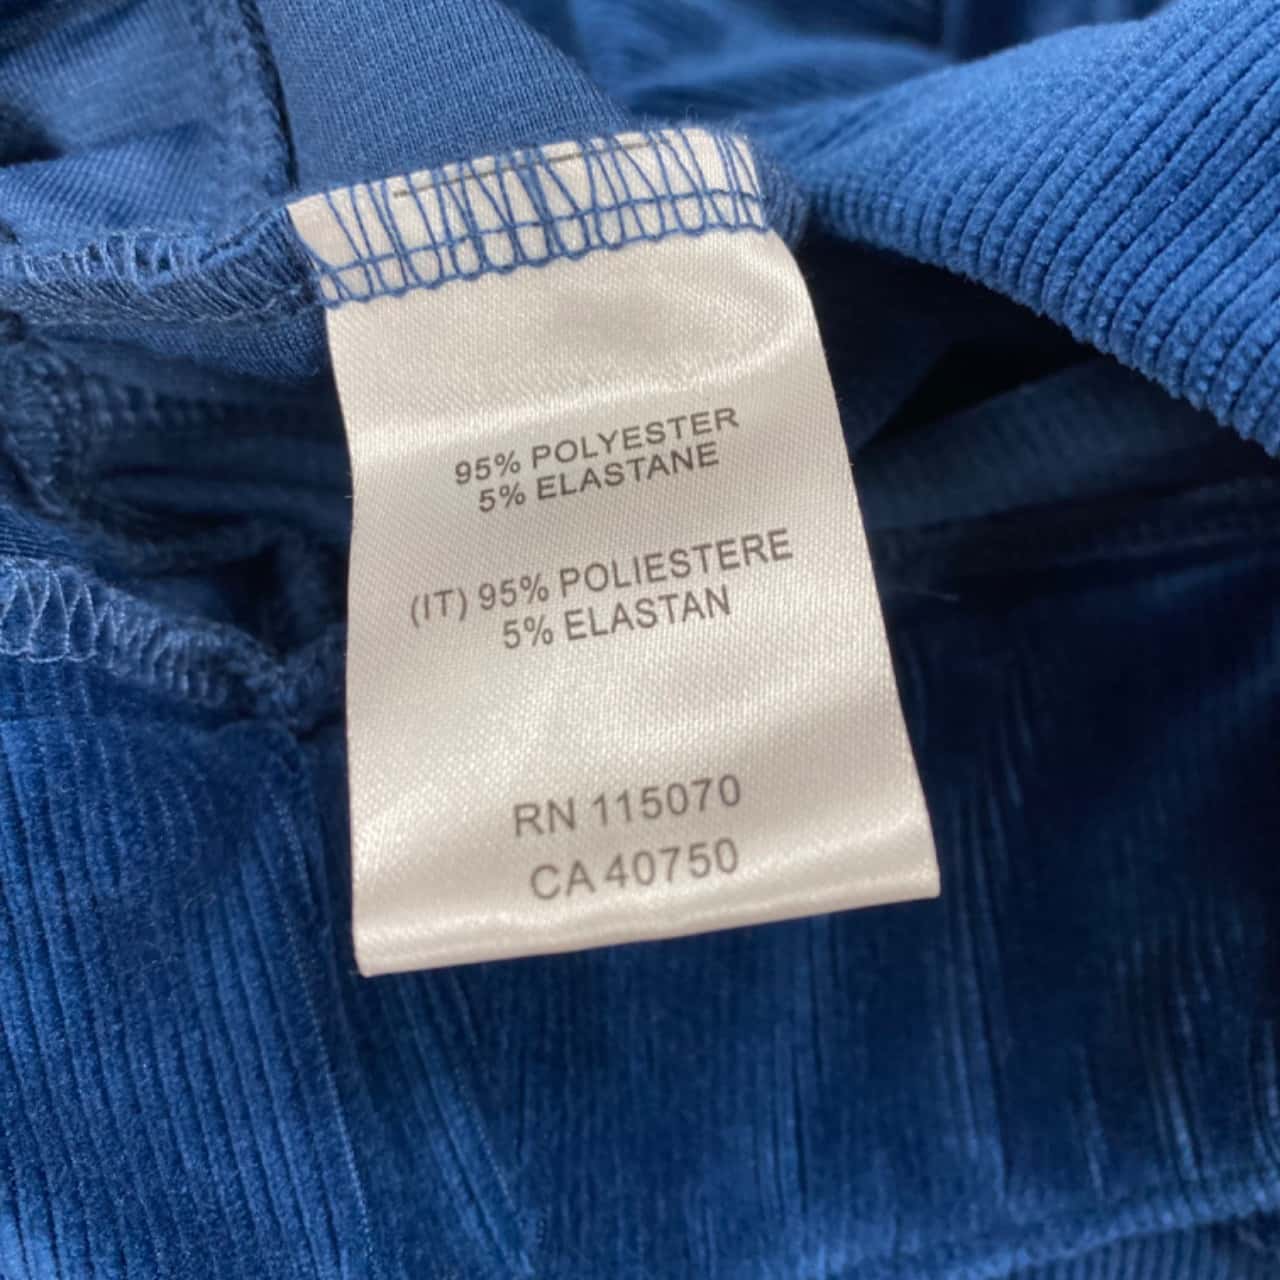 95% POLYESTER
5% ELASTANE
(IT) 95% POLIESTERE
5% ELASTAN
RN 115070
CA 40750